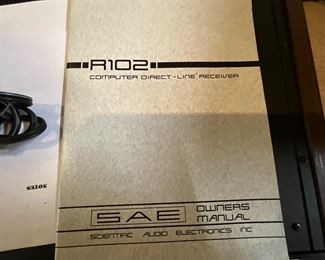 R102
COMPUTER DIRECT-LINE RECEIVER
NOTES
SAE
OWNERS
MANUAL
SCIENTIFIC AUDIO ELECTRONICS INC